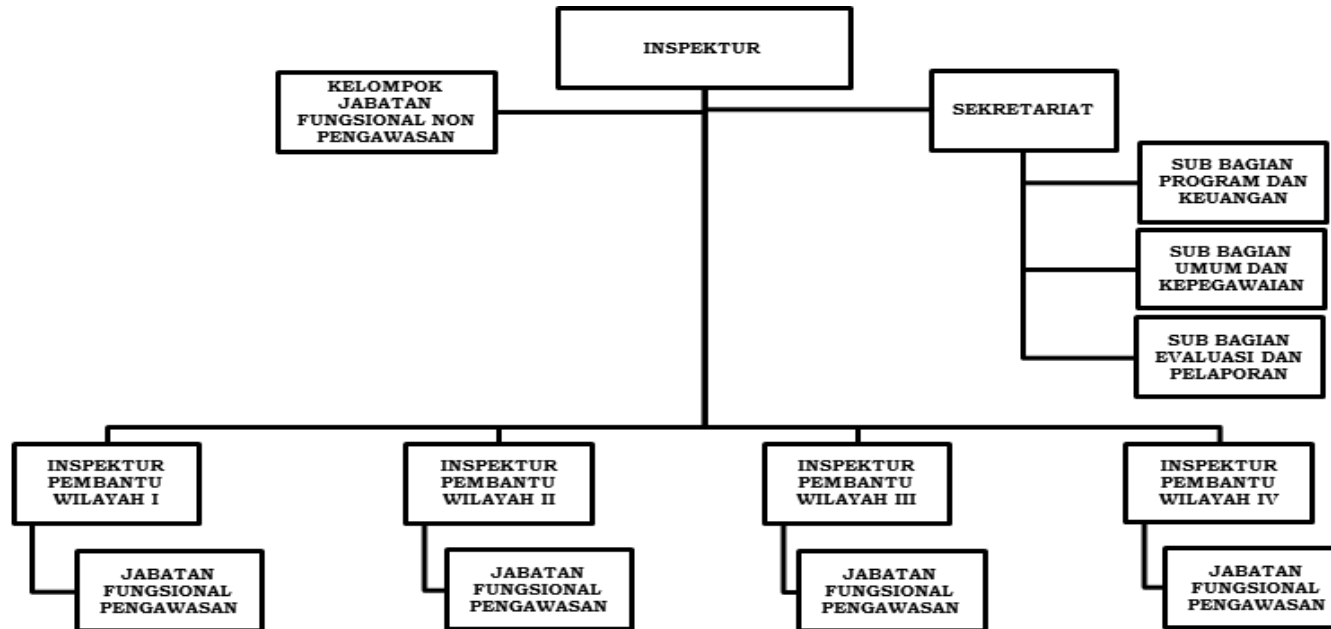 INSPEKTUR
KELOMPOK
JABATAN
FUNGSIONAL NON
PENGAWASAN
SEKRETARIAT
SUB BAGIAN
PROGRAM DAN
KEUANGAN
SUB BAGIAN
UMUM DAN
KEPEGAWAIAN
SUB BAGIAN
EVALUASI DAN
PELAPORAN
INSPEKTUR
PEMBANTU
WILAYAH I
INSPEKTUR
PEMBANTU
WILAYAH II
INSPEKTUR
PEMBANTU
WILAYAH III
INSPEKTUR
PEMBANTU
WILAYAH IV
JABATAN
FUNGSIONAL
PENGAWASAN
JABATAN
FUNGSIONAL
PENGAWASAN
JABATAN
FUNGSIONAL
PENGAWASAN
JABATAN
FUNGSIONAL
PENGAWASAN